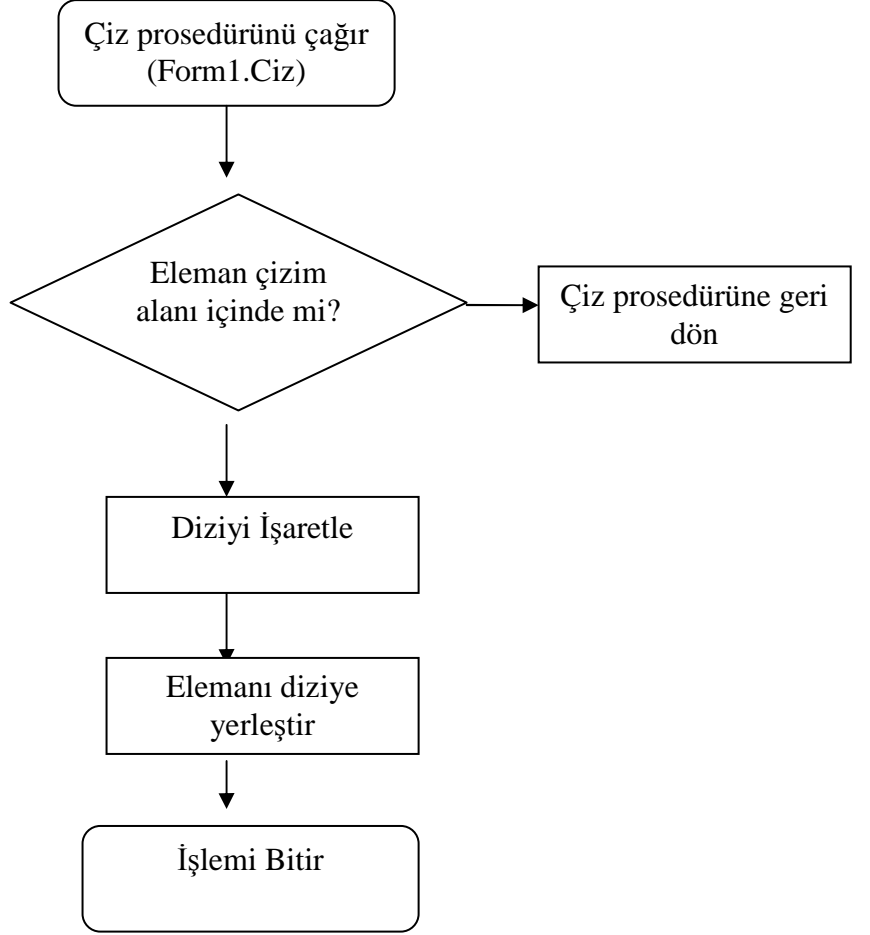 Çiz prosedürünü çağır
(Form1.Ciz)
Eleman çizim
alanı içinde mi?
Çiz prosedürüne geri
dön
Diziyi İşaretle
Elemanı diziye
yerleştir
İşlemi Bitir